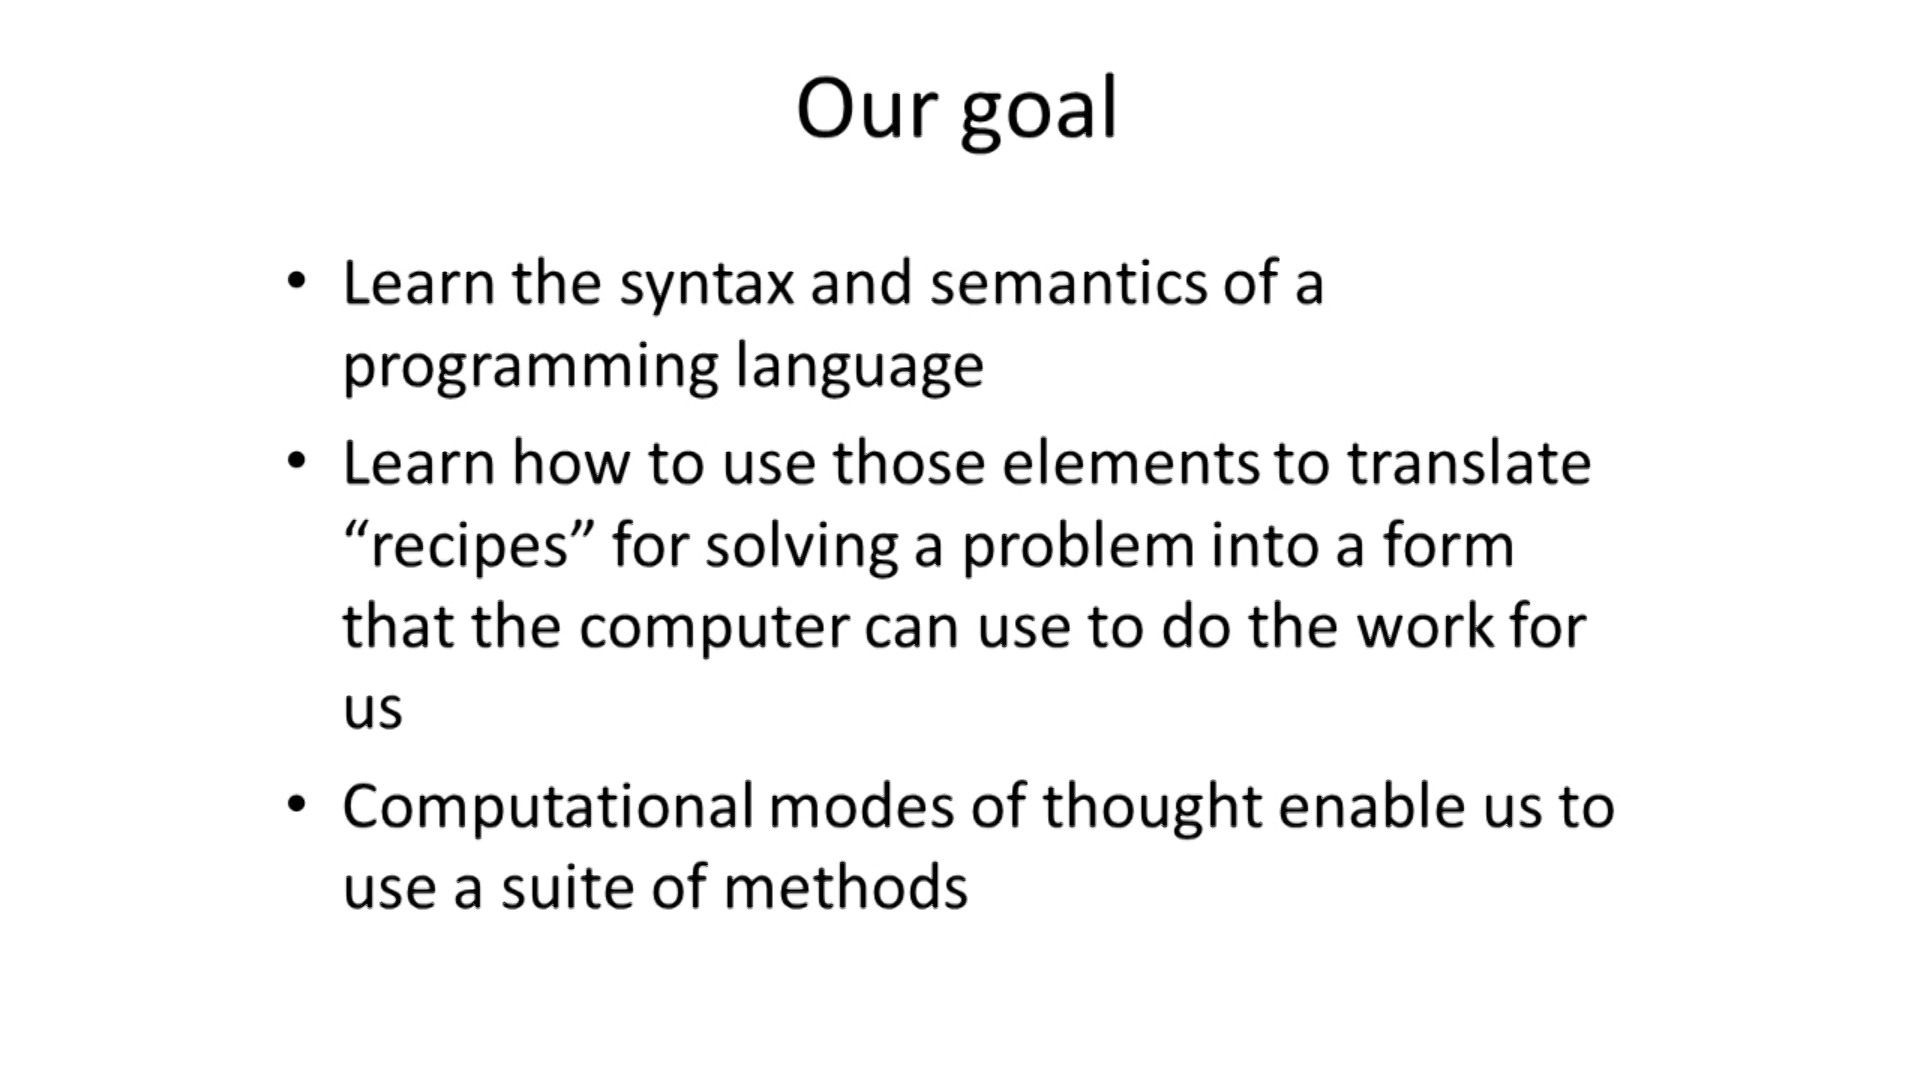 Our goal
• Learn the syntax and semantics of a
programming language
• Learn how to use those elements to translate
“recipes” for solving a problem into a form
that the computer can use to do the work for
us
• Computational modes of thought enable us to
use a suite of methods